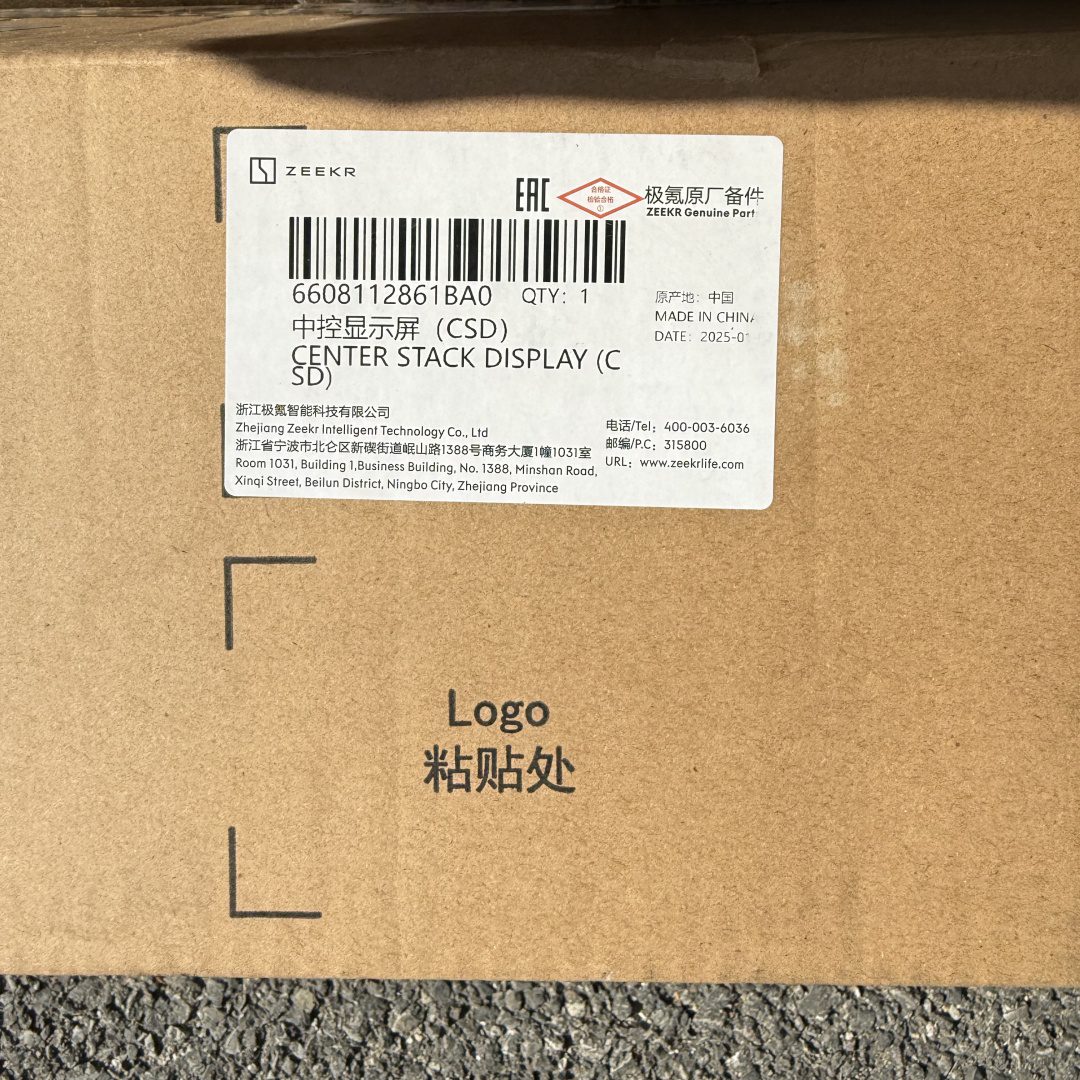 ZEEKR
EAC
合格证
检验合格
①
极氪原厂备件
ZEEKR Genuine Part
6608112861BA0 QTY: 1
中控显示屏（CSD）
CENTER STACK DISPLAY (C
SD)
原产地: 中国
MADE IN CHINA
DATE: 2025-01
浙江极氪智能科技有限公司
Zhejiang Zeekr Intelligent Technology Co., Ltd
浙江省宁波市北仑区新碶街道岷山路1388号商务大厦1幢1031室
Room 1031, Building 1,Business Building, No. 1388, Minshan Road,
Xinqi Street, Beilun District, Ningbo City, Zhejiang Province
电话/Tel: 400-003-6036
邮编/P.C: 315800
URL: www.zeekrlife.com
Logo
粘贴处